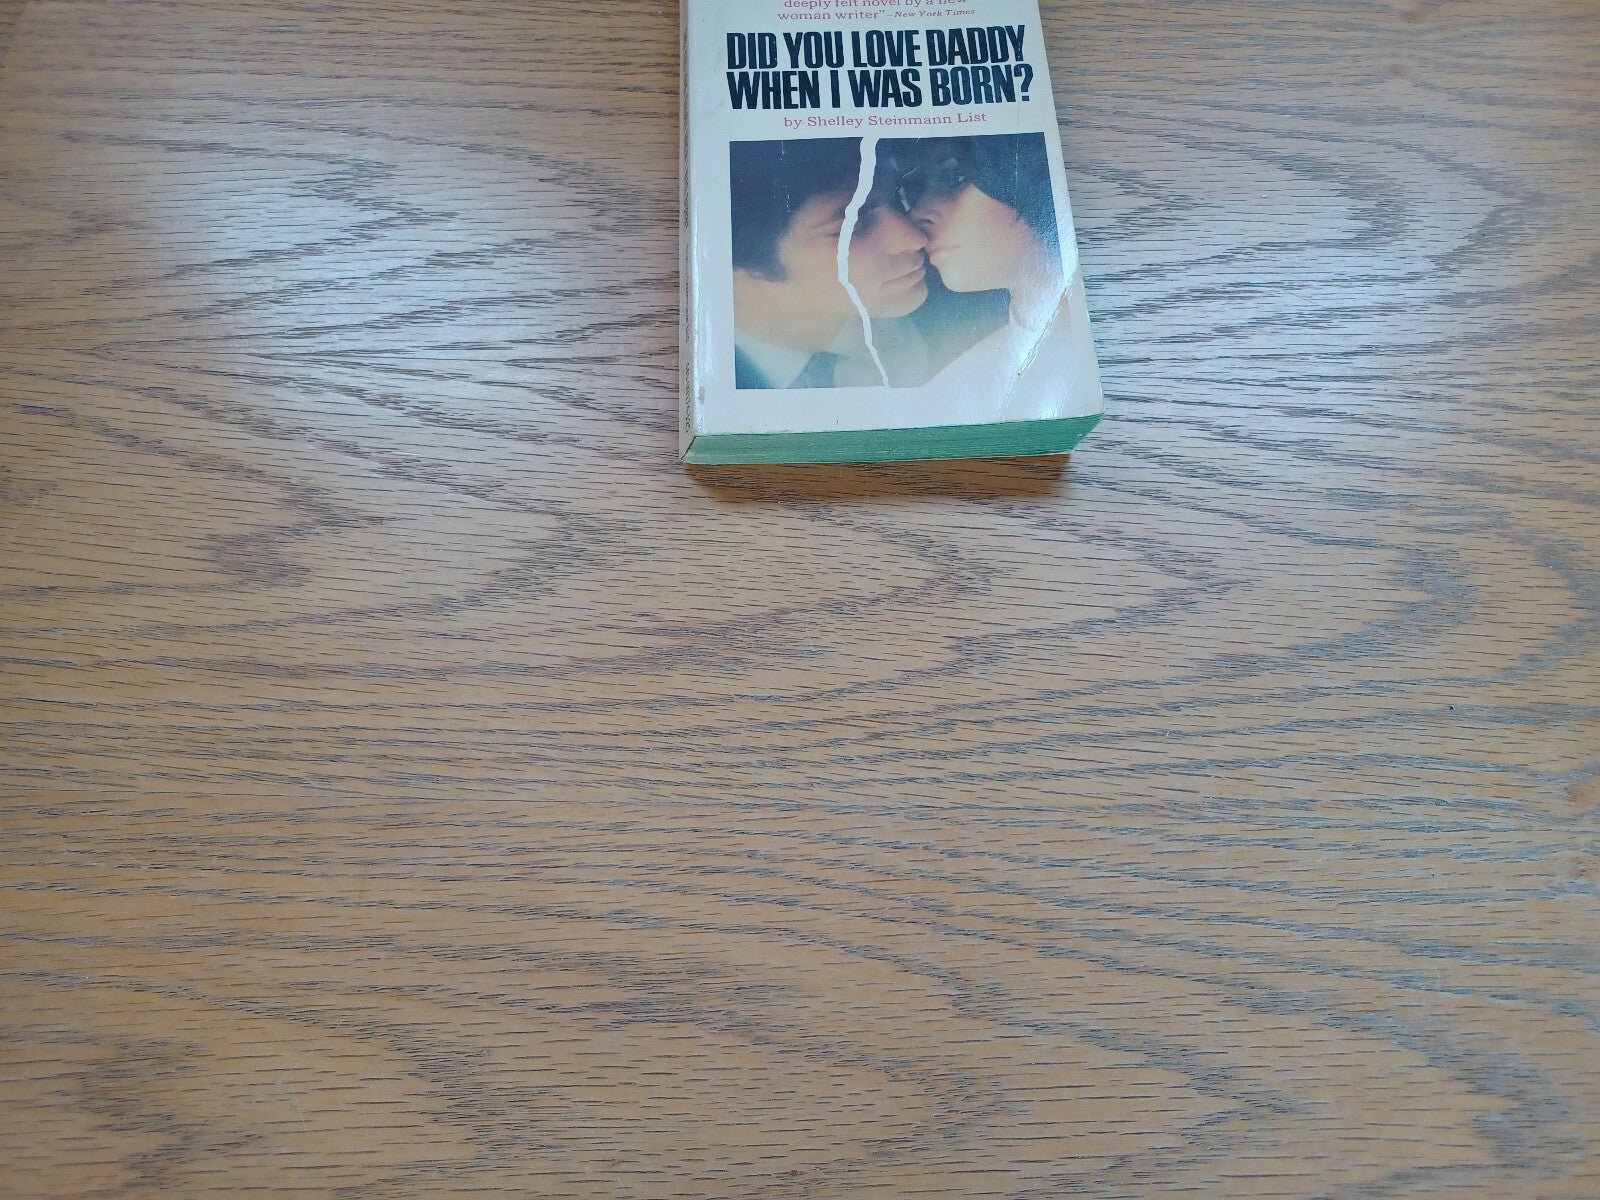 deeply felt novel by a new
woman writer"—New York Times
DID YOU LOVE DADDY
WHEN I WAS BORN?
by Shelley Steinmann List